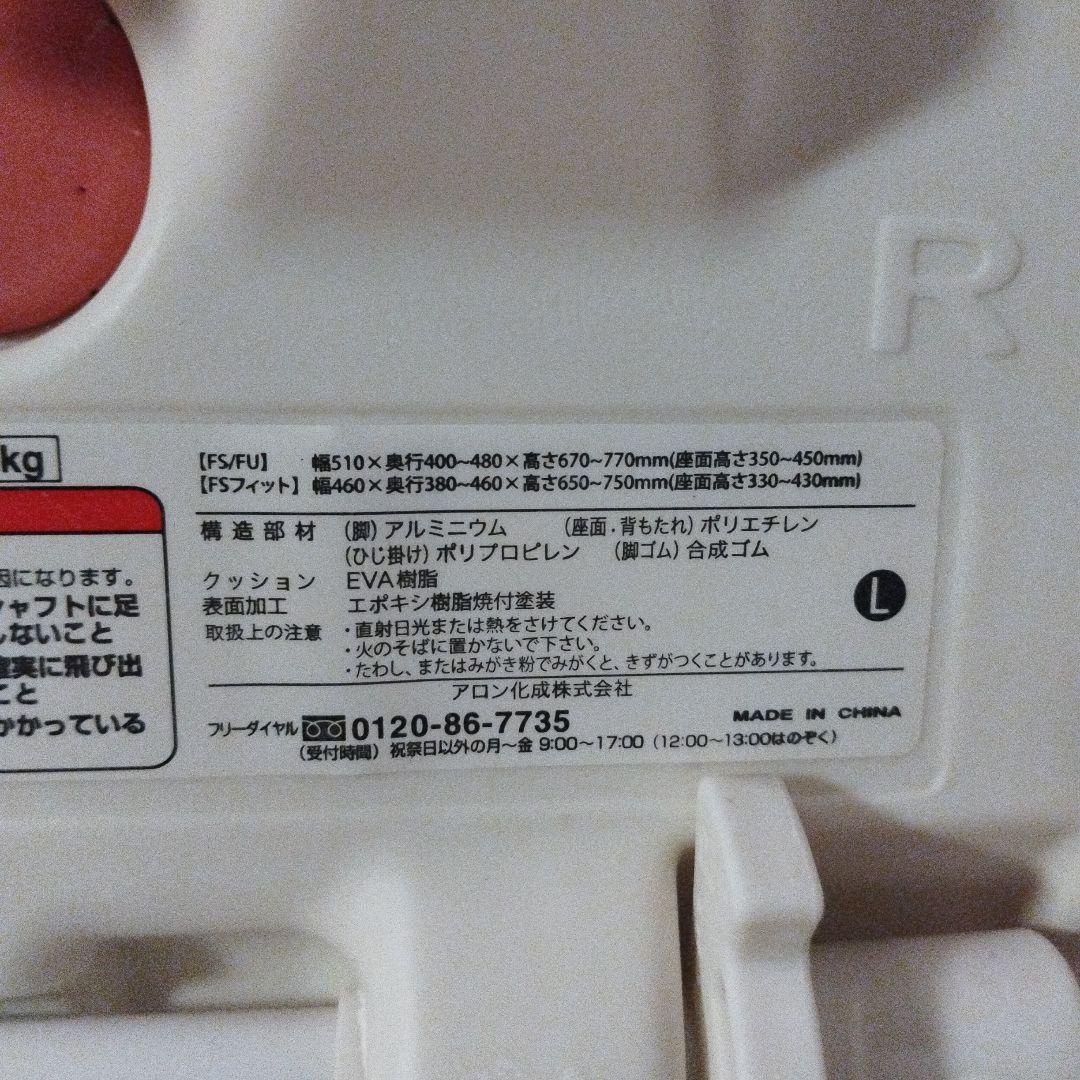 R
kg
因になります。
シャフトに足
しないこと
確実に飛び出
こと
かかっている
【FS/FU】 幅510×奥行400~480×高さ670~770mm(座面高さ350~450mm)
【FSフィット】 幅460×奥行380~460×高さ650~750mm(座面高さ330~430mm)
構造部材 (脚) アルミニウム (座面・背もたれ) ポリエチレン
(ひじ掛け) ポリプロピレン (脚ゴム) 合成ゴム
クッション EVA樹脂
表面加工 エポキシ樹脂焼付塗装
L
取扱上の注意 ・直射日光または熱をさけてください。
・火のそばに置かないで下さい。
・たわし、またはみがき粉でみがくと、きずがつくことがあります。
アロン化成株式会社
フリーダイヤル 0120-86-7735 MADE IN CHINA
(受付時間) 祝祭日以外の月~金 9:00~17:00 (12:00~13:00はのぞく)